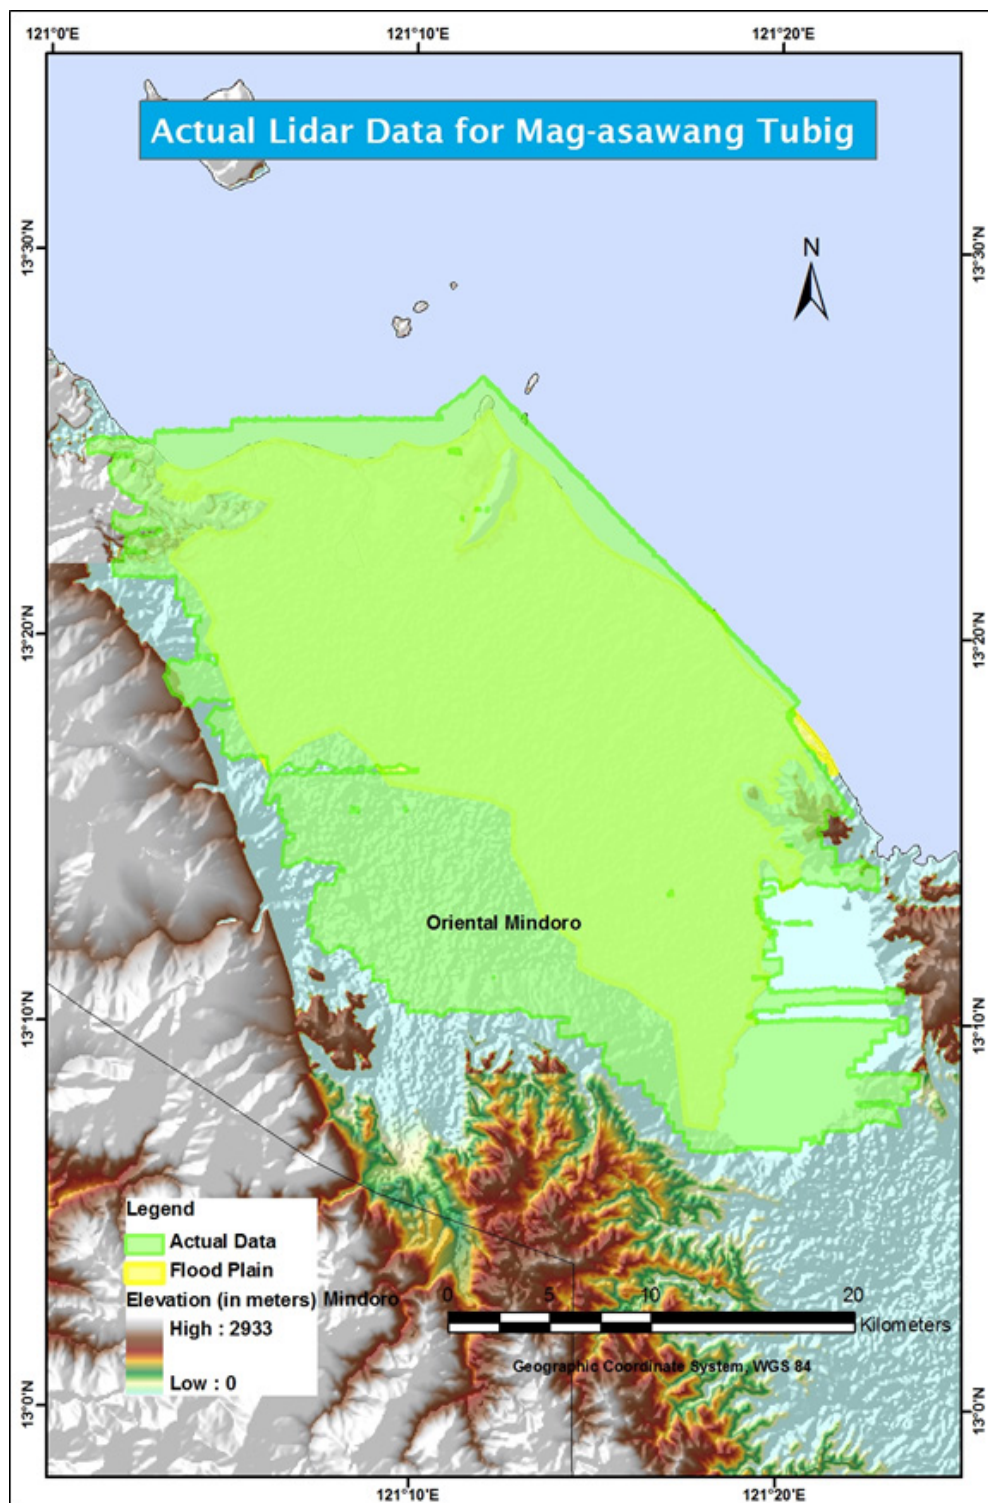 121°0'E 121°10'E 121°20'E
Actual Lidar Data for Mag-asawang Tubig
13°30'N 13°30'N
N
13°20'N 13°20'N
Oriental Mindoro
13°10'N 13°10'N
Legend
Actual Data
Flood Plain
Elevation (in meters) Mindoro
High : 2933
Low : 0
0 5 10 20
Kilometers
Geographic Coordinate System, WGS 84
13°0'N 13°0'N
121°10'E 121°20'E